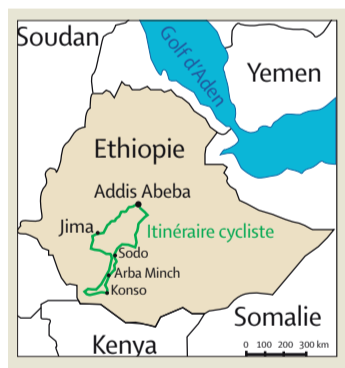 Soudan
Golf d'Aden
Yemen
Ethiopie
Addis Abeba
Jima
Itinéraire cycliste
Sodo
Arba Minch
Konso
Somalie
Kenya
0 100 200 300 km